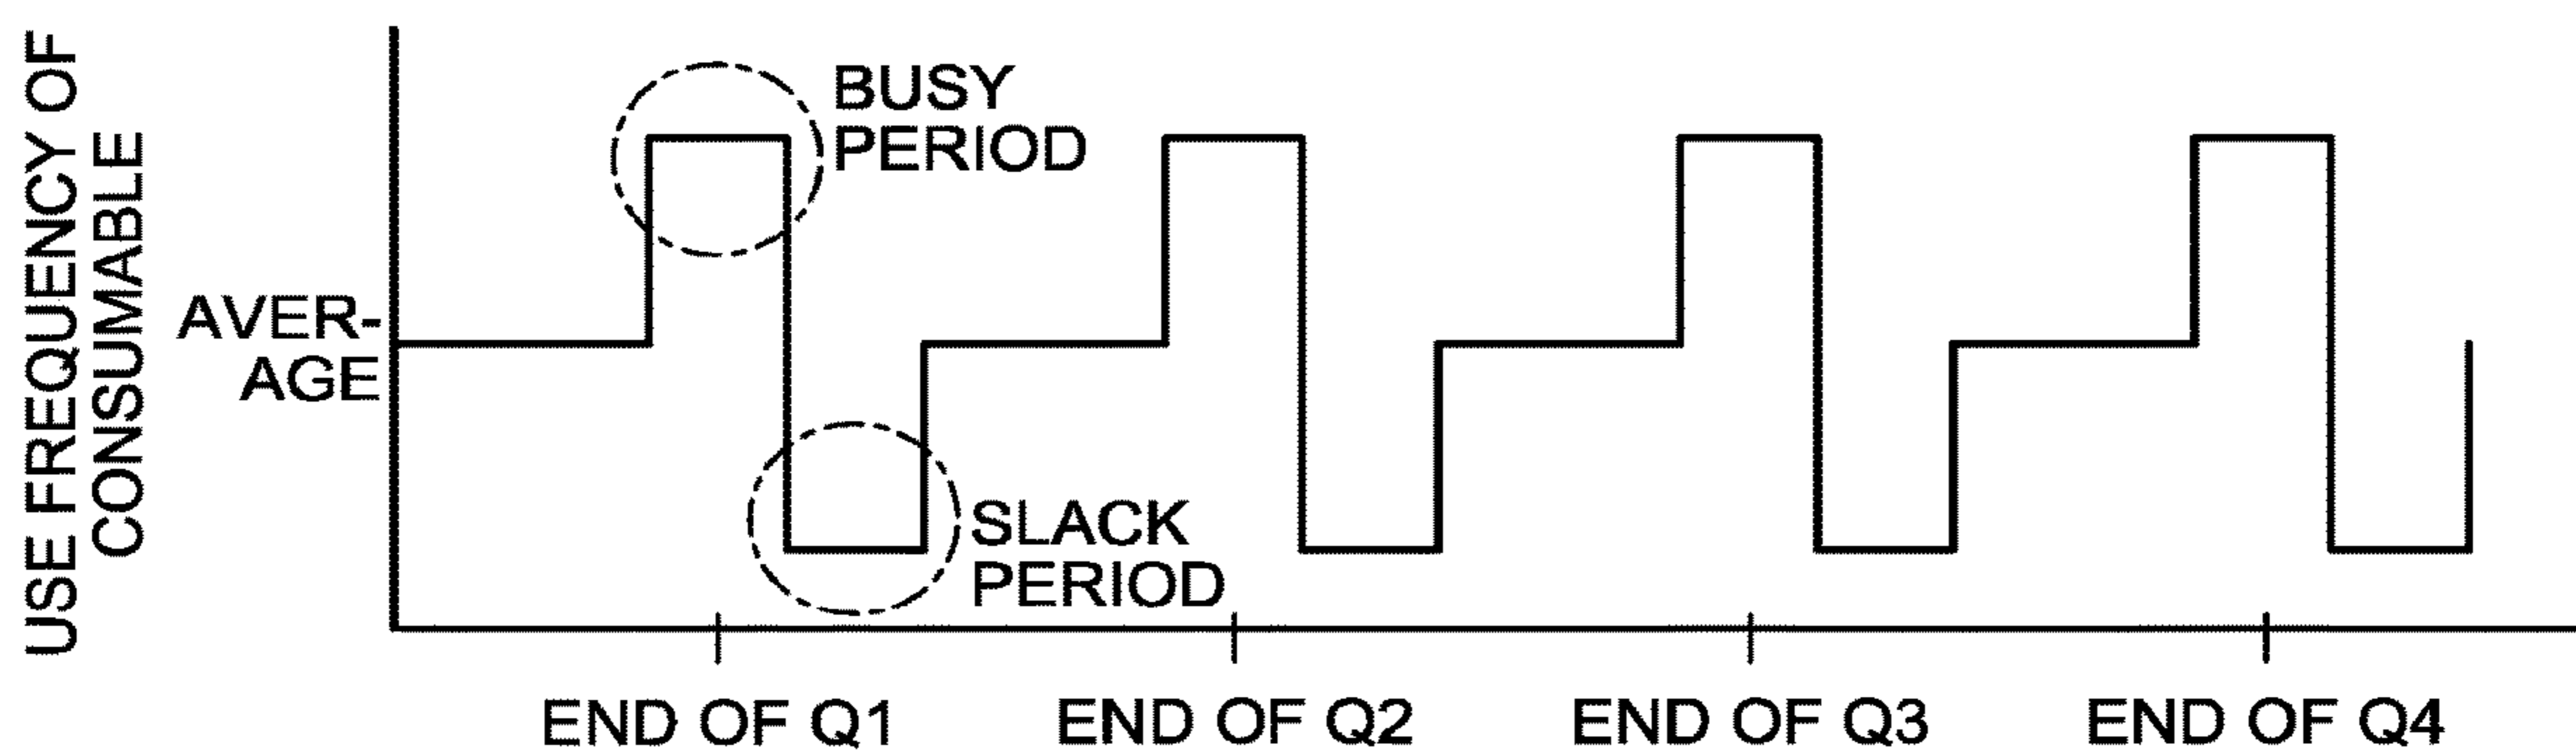 USE FREQUENCY OF
CONSUMABLE
AVER-
AGE
BUSY
PERIOD
SLACK
PERIOD
END OF Q1
END OF Q2
END OF Q3
END OF Q4